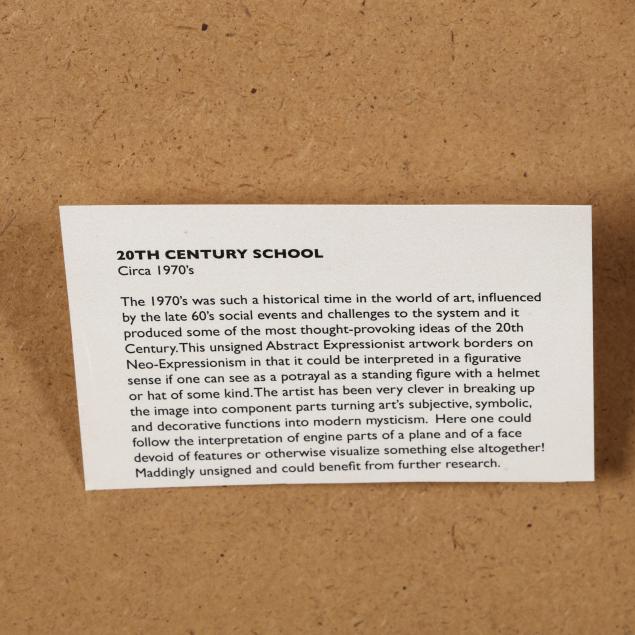 20TH CENTURY SCHOOL
Circa 1970's
The 1970's was such a historical time in the world of art, influenced
by the late 60's social events and challenges to the system and it
produced some of the most thought-provoking ideas of the 20th
Century.This unsigned Abstract Expressionist artwork borders on
Neo-Expressionism in that it could be interpreted in a figurative
sense if one can see as a potrayal as a standing figure with a helmet
or hat of some kind.The artist has been very clever in breaking up
the image into component parts turning art's subjective, symbolic,
and decorative functions into modern mysticism. Here one could
follow the interpretation of engine parts of a plane and of a face
devoid of features or otherwise visualize something else altogether!
Maddingly unsigned and could benefit from further research.